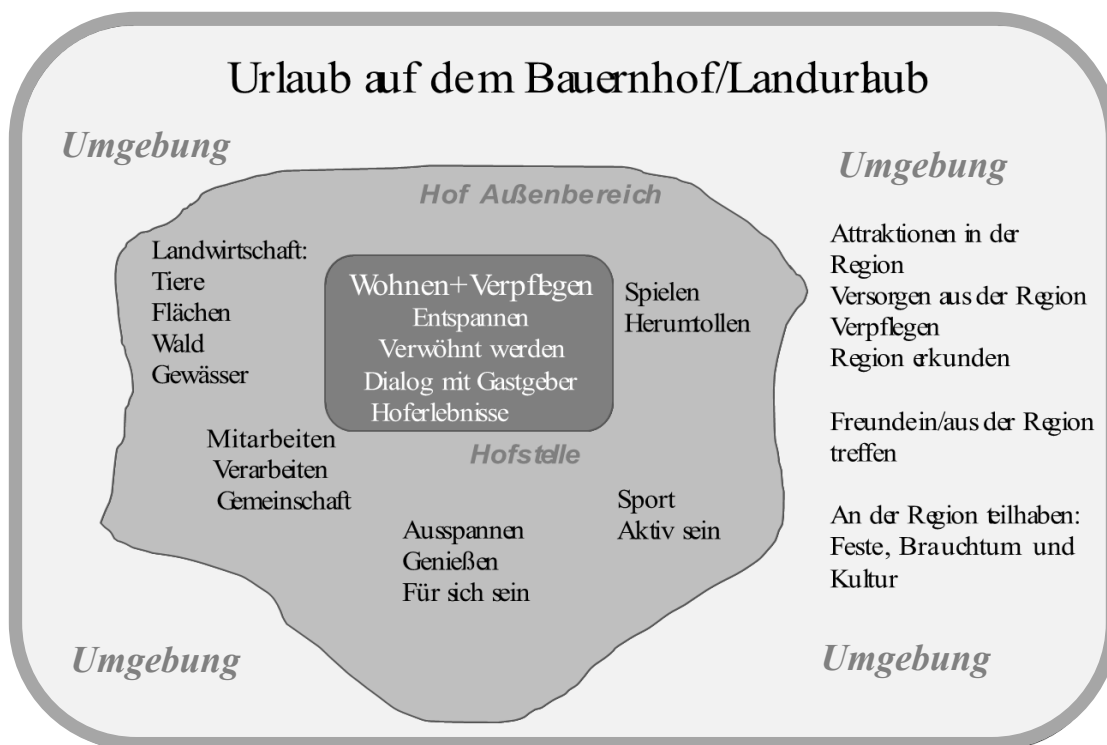 Urlaub auf dem Bauernhof/Landurlaub
Umgebung
Umgebung
Hof Außenbereich
Landwirtschaft:
Tiere
Flächen
Wald
Gewässer
Wohnen+Verpflegen
Entspannen
Verwöhnt werden
Dialog mit Gastgeber
Hoferlebnisse
Spielen
Herumtollen
Hofstelle
Mitarbeiten
Verarbeiten
Gemeinschaft
Ausspannen
Genießen
Für sich sein
Sport
Aktiv sein
Attraktionen in der
Region
Versorgen aus der Region
Verpflegen
Region erkunden
Freunde in/aus der Region
treffen
An der Region teilhaben:
Feste, Brauchtum und
Kultur
Umgebung
Umgebung